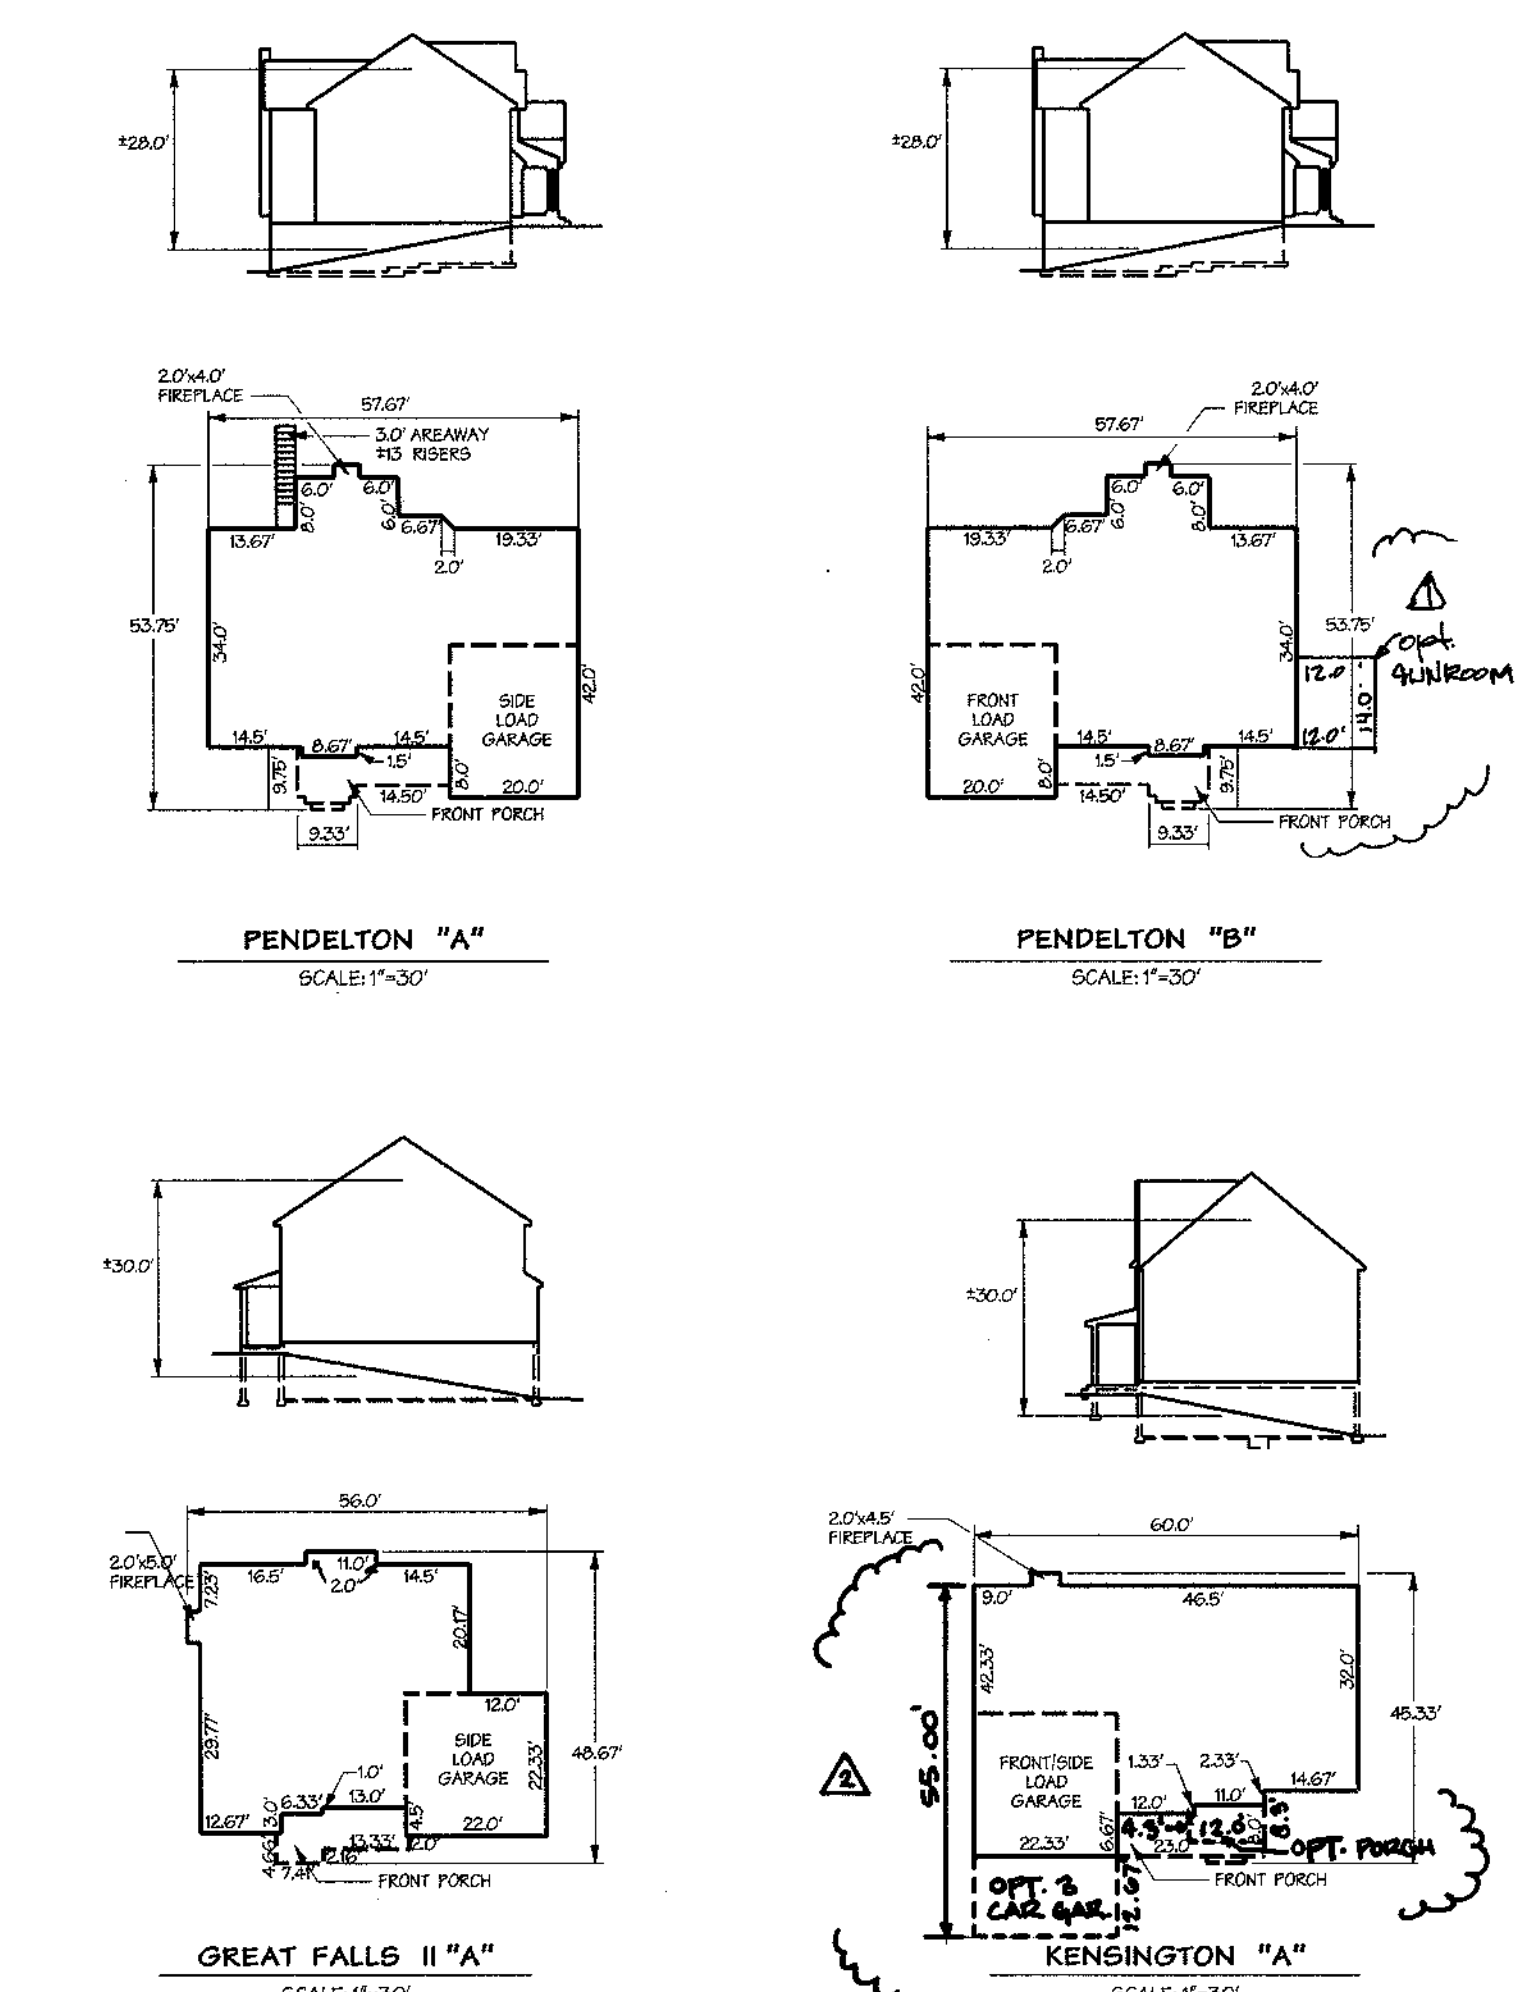 ±28.0'
±28.0'
2.0'x4.0'
FIREPLACE
57.67'
3.0' AREAWAY
±13 RISERS
6.0'
6.0'
8.0'
6.0'
6.67'
13.67'
19.33'
2.0'
53.75'
34.0'
42.0'
SIDE
LOAD
GARAGE
14.5'
8.67'
14.5'
1.5'
9.75'
8.0'
20.0'
14.50'
FRONT PORCH
9.33'
PENDELTON "A"
SCALE: 1"=30'
2.0'x4.0'
FIREPLACE
57.67'
6.0'
6.0'
6.67'
6.0'
8.0'
19.33'
13.67'
2.0'
53.75'
34.0'
42.0'
opt.
SUNROOM
12.0'
14.0'
12.0'
FRONT
LOAD
GARAGE
14.5'
8.67'
14.5'
1.5'
8.0'
9.75'
20.0'
14.50'
FRONT PORCH
9.33'
PENDELTON "B"
SCALE: 1"=30'
±30.0'
±30.0'
56.0'
2.0'x5.0'
FIREPLACE
7.23'
16.5'
11.0'
2.0'
14.5'
20.17'
12.0'
29.77'
SIDE
LOAD
GARAGE
22.33'
48.67'
1.0'
6.33'
13.0'
12.67'
3.0'
4.5'
22.0'
13.33'
2.0'
FRONT PORCH
GREAT FALLS II "A"
SCALE: 1"=30'
2.0'x4.5'
FIREPLACE
60.0'
9.0'
46.5'
42.33'
32.0'
45.33'
55.00'
2
FRONT/SIDE
LOAD
GARAGE
1.33'
2.33'
14.67'
12.0'
11.0'
6.67'
4.3'
12.0'
8.0'
8.5'
22.33'
23.0'
OPT. PORCH
FRONT PORCH
OPT. 3
CAR GAR.
12.67'
KENSINGTON "A"
SCALE: 1"=30'